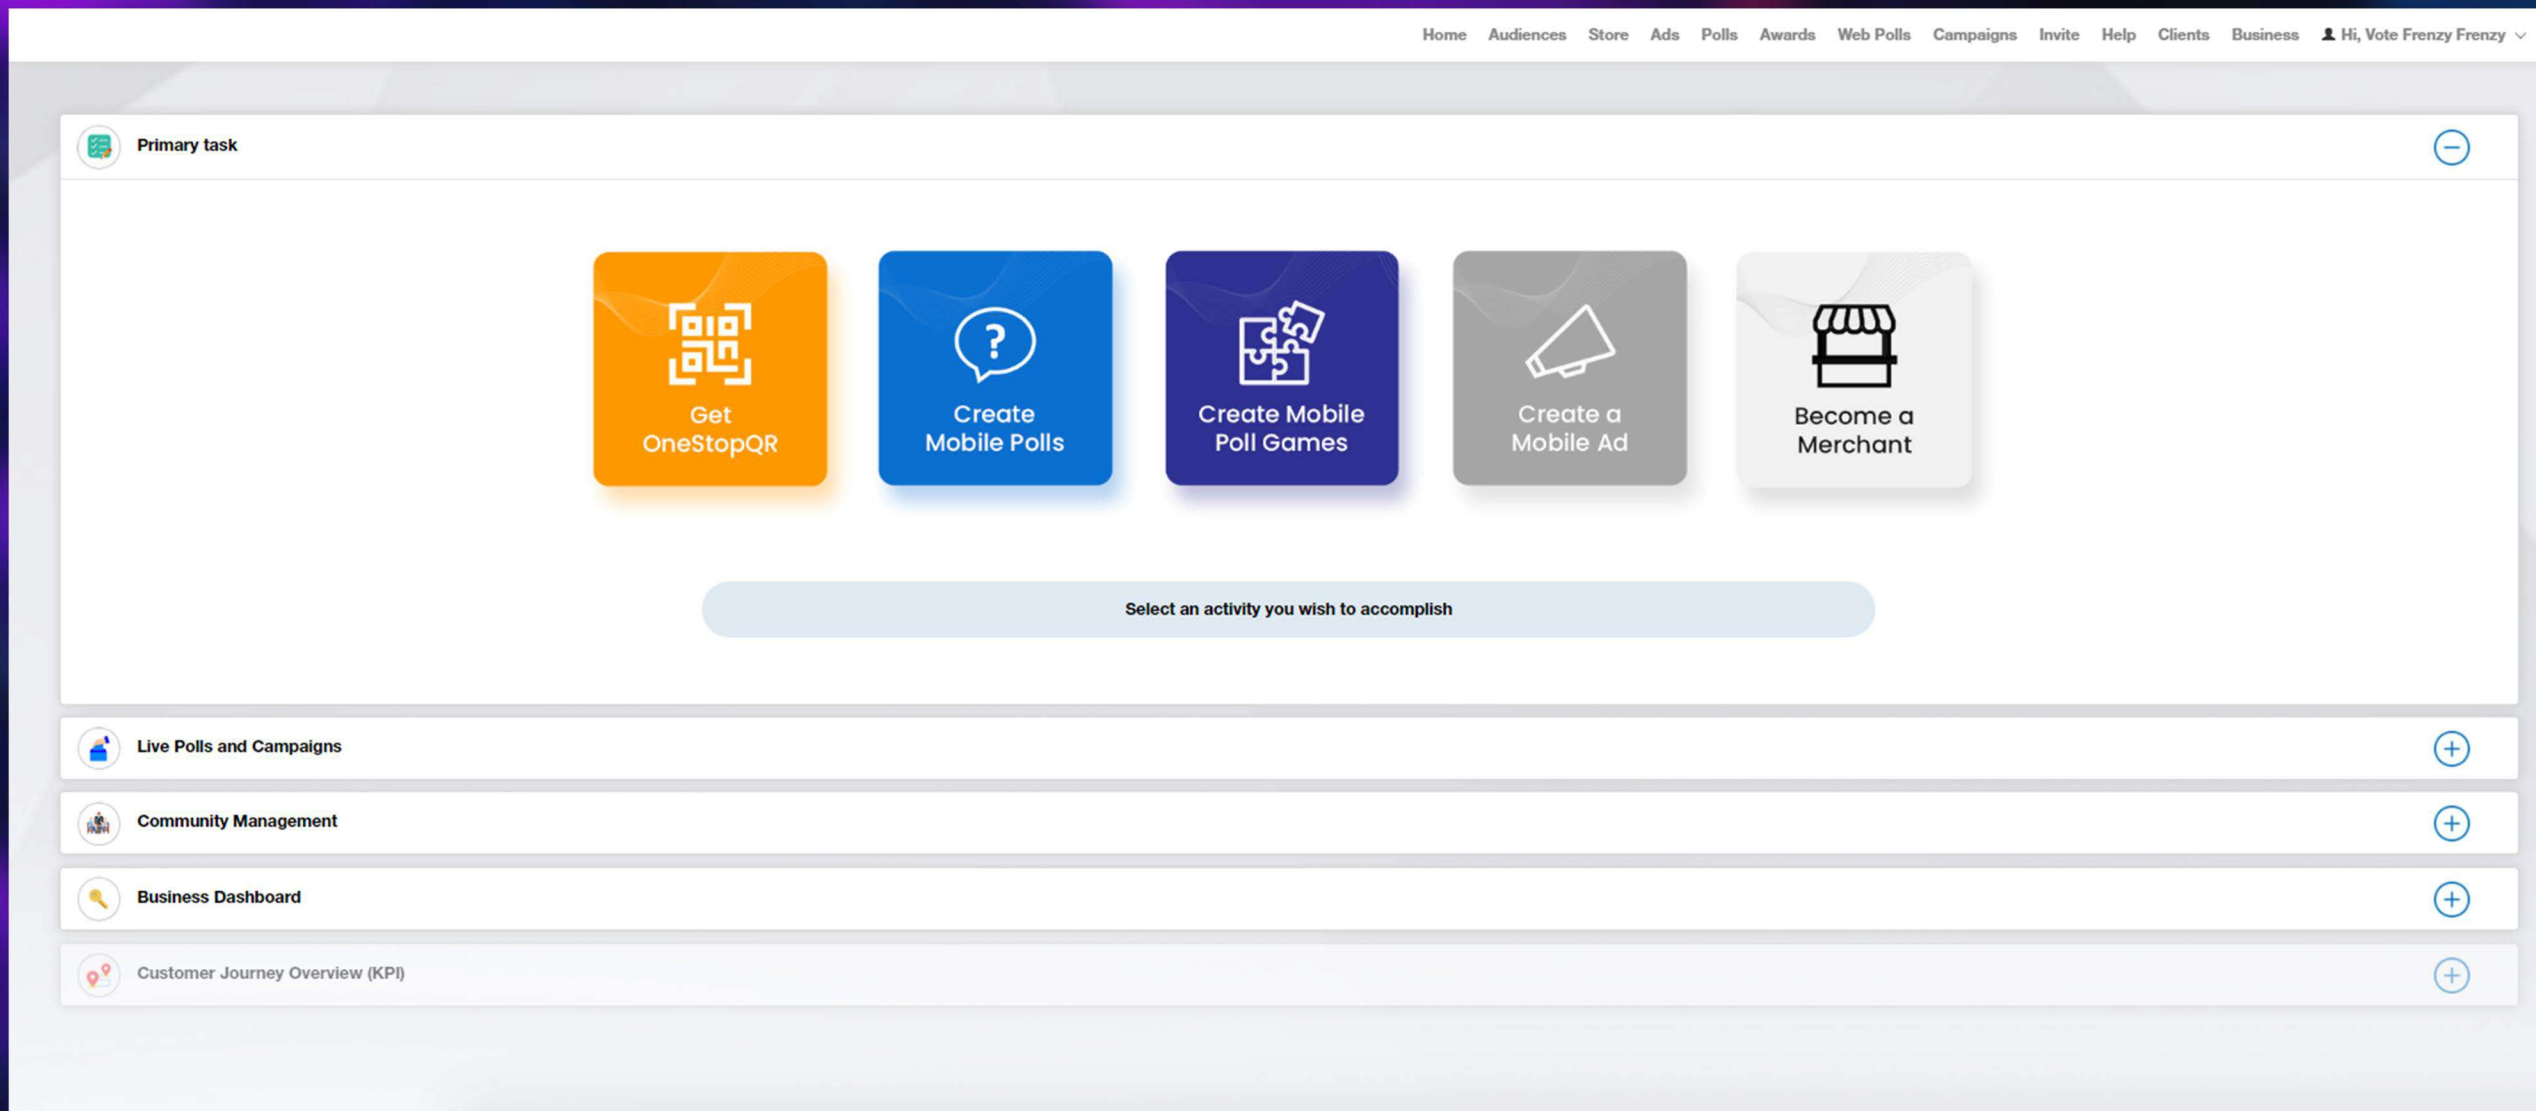 Home Audiences Store Ads Polls Awards Web Polls Campaigns Invite Help Clients Business Hi, Vote Frenzy Frenzy
Primary task
Get
OneStopQR
?
Create
Mobile Polls
Create Mobile
Poll Games
Create a
Mobile Ad
Become a
Merchant
Select an activity you wish to accomplish
Live Polls and Campaigns
Community Management
Business Dashboard
Customer Journey Overview (KPI)